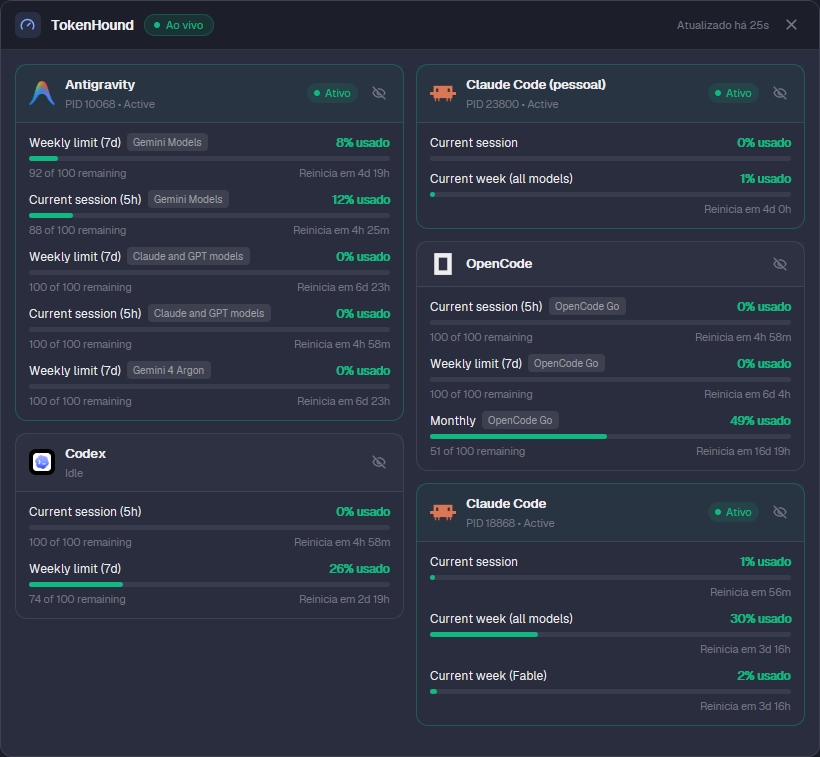 TokenHound
Ao vivo
Atualizado há 25s
Antigravity
PID 10068 • Active
Ativo
Weekly limit (7d) Gemini Models 8% usado
92 of 100 remaining Reinicia em 4d 19h
Current session (5h) Gemini Models 12% usado
88 of 100 remaining Reinicia em 4h 25m
Weekly limit (7d) Claude and GPT models 0% usado
100 of 100 remaining Reinicia em 6d 23h
Current session (5h) Claude and GPT models 0% usado
100 of 100 remaining Reinicia em 4h 58m
Weekly limit (7d) Gemini 4 Argon 0% usado
100 of 100 remaining Reinicia em 6d 23h
Codex
Idle
Current session (5h) 0% usado
100 of 100 remaining Reinicia em 4h 58m
Weekly limit (7d) 26% usado
74 of 100 remaining Reinicia em 2d 19h
Claude Code (pessoal)
PID 23800 • Active
Ativo
Current session 0% usado
Current week (all models) 1% usado
Reinicia em 4d 0h
OpenCode
Current session (5h) OpenCode Go 0% usado
100 of 100 remaining Reinicia em 4h 58m
Weekly limit (7d) OpenCode Go 0% usado
100 of 100 remaining Reinicia em 6d 4h
Monthly OpenCode Go 49% usado
51 of 100 remaining Reinicia em 16d 19h
Claude Code
PID 18868 • Active
Ativo
Current session 1% usado
Reinicia em 56m
Current week (all models) 30% usado
Reinicia em 3d 16h
Current week (Fable) 2% usado
Reinicia em 3d 16h